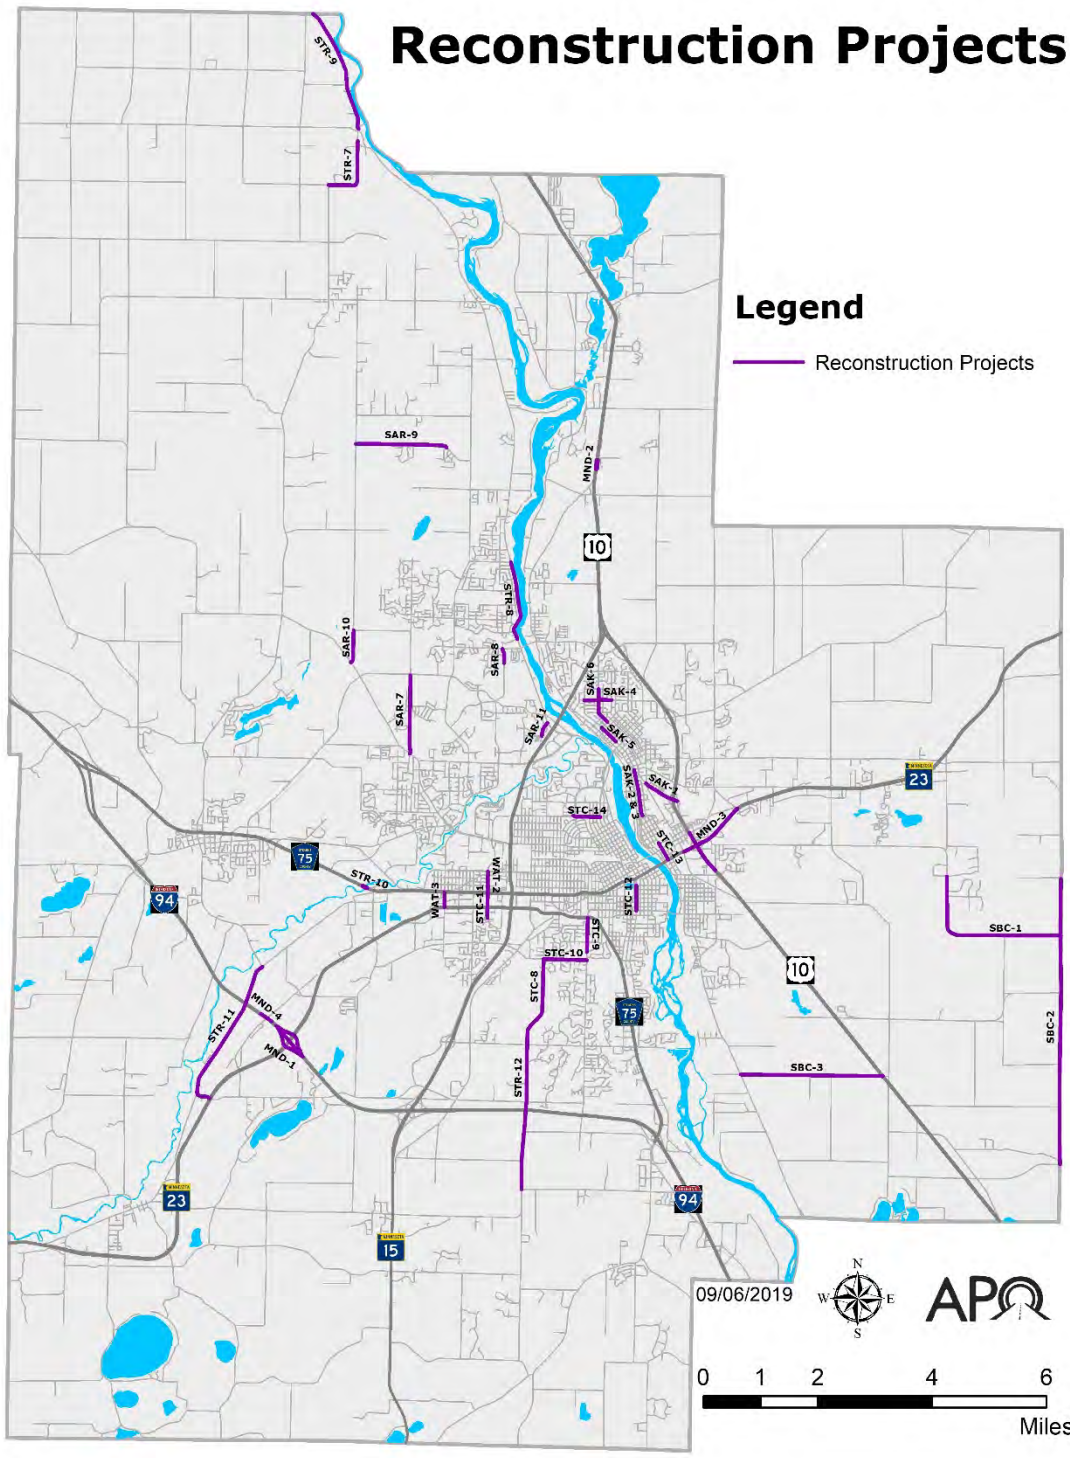 Reconstruction Projects
STR-9
STR-7
Legend
Reconstruction Projects
SAR-9
MND-2
10
STR-8
SAR-10
SAR-8
SAK-6
SAK-4
SAR-7
SAR-11
SAK-5
23
SAK-2 & 3
SAK-1
STC-14
MND-3
STC-13
75
STR-10
WAT-2
94
WAT-3
STC-11
STC-12
STC-9
SBC-1
STC-10
10
STC-8
75
MND-4
STR-11
SBC-2
MND-1
STR-12
SBC-3
23
94
15
09/06/2019
N
W E
S
APO
0 1 2 4 6
Miles